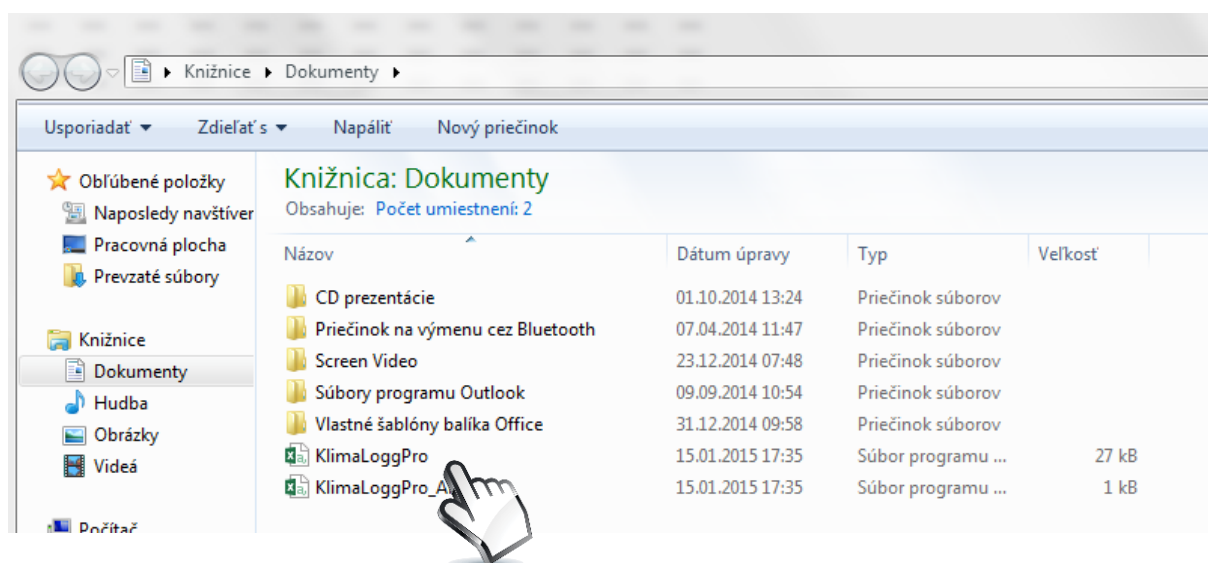 Knižnice Dokumenty
Usporiadať Zdieľať s Napáliť Nový priečinok
Obľúbené položky
Naposledy navštíver
Pracovná plocha
Prevzaté súbory
Knižnice
Dokumenty
Hudba
Obrázky
Videá
Počítač
Knižnica: Dokumenty
Obsahuje: Počet umiestnení: 2
Názov Dátum úpravy Typ Veľkosť
CD prezentácie 01.10.2014 13:24 Priečinok súborov
Priečinok na výmenu cez Bluetooth 07.04.2014 11:47 Priečinok súborov
Screen Video 23.12.2014 07:48 Priečinok súborov
Súbory programu Outlook 09.09.2014 10:54 Priečinok súborov
Vlastné šablóny balíka Office 31.12.2014 09:58 Priečinok súborov
KlimaLoggPro 15.01.2015 17:35 Súbor programu ... 27 kB
KlimaLoggPro_A 15.01.2015 17:35 Súbor programu ... 1 kB